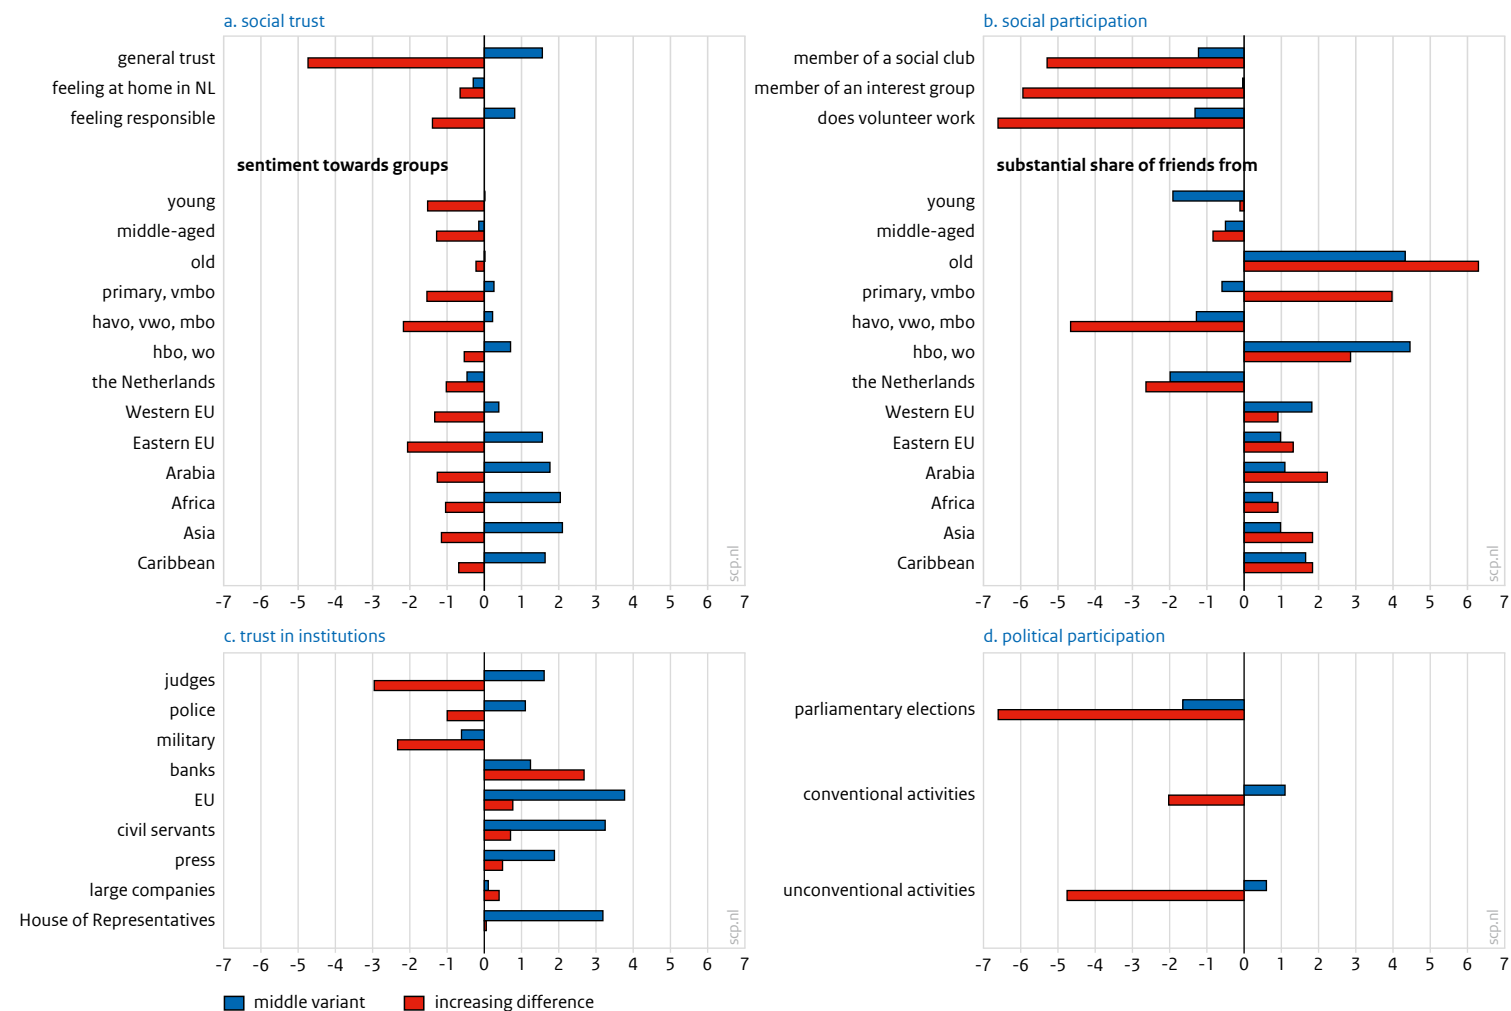 a. social trust
general trust
feeling at home in NL
feeling responsible
sentiment towards groups
young
middle-aged
old
primary, vmbo
havo, vwo, mbo
hbo, wo
the Netherlands
Western EU
Eastern EU
Arabia
Africa
Asia
Caribbean
scp.nl
-7 -6 -5 -4 -3 -2 -1 0 1 2 3 4 5 6 7
b. social participation
member of a social club
member of an interest group
does volunteer work
substantial share of friends from
young
middle-aged
old
primary, vmbo
havo, vwo, mbo
hbo, wo
the Netherlands
Western EU
Eastern EU
Arabia
Africa
Asia
Caribbean
scp.nl
-7 -6 -5 -4 -3 -2 -1 0 1 2 3 4 5 6 7
c. trust in institutions
judges
police
military
banks
EU
civil servants
press
large companies
House of Representatives
scp.nl
-7 -6 -5 -4 -3 -2 -1 0 1 2 3 4 5 6 7
d. political participation
parliamentary elections
conventional activities
unconventional activities
scp.nl
-7 -6 -5 -4 -3 -2 -1 0 1 2 3 4 5 6 7
middle variant
increasing difference